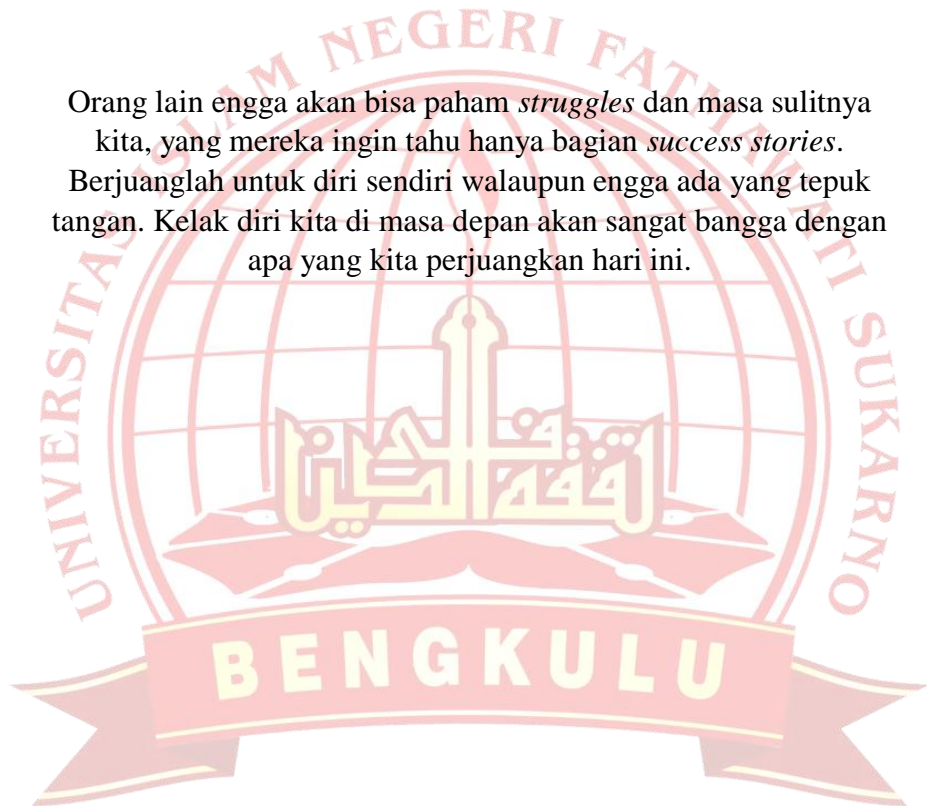 UNIVERSITAS ISLAM NEGERI FATMAWATI SUKARNO
Orang lain engga akan bisa paham struggles dan masa sulitnya
kita, yang mereka ingin tahu hanya bagian success stories.
Berjuanglah untuk diri sendiri walaupun engga ada yang tepuk
tangan. Kelak diri kita di masa depan akan sangat bangga dengan
apa yang kita perjuangkan hari ini.
BENGKULU